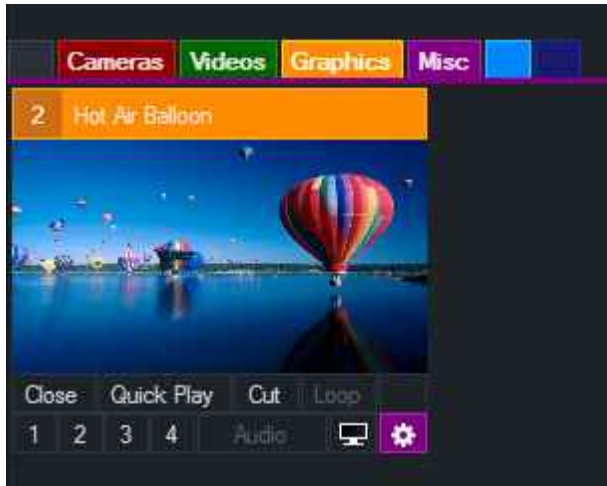 Cameras Videos Graphics Misc
2 Hot Air Balloon
Close Quick Play Cut Loop
1 2 3 4 Audio